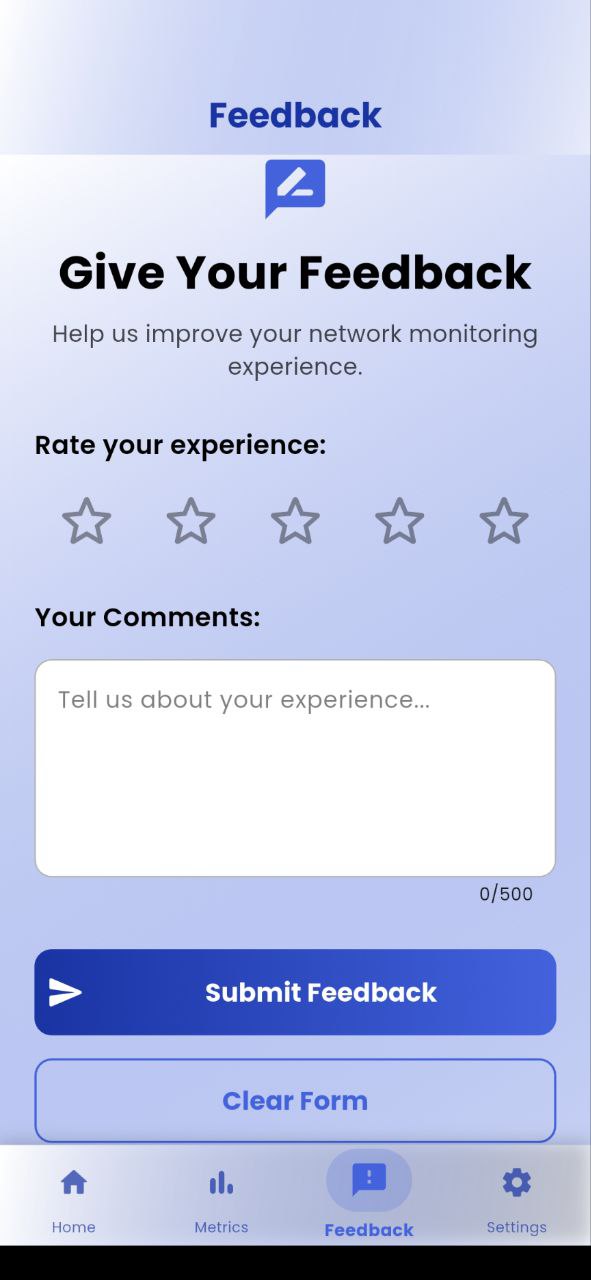 Feedback
Give Your Feedback
Help us improve your network monitoring
experience.
Rate your experience:
Your Comments:
Tell us about your experience...
0/500
Submit Feedback
Clear Form
Home
Metrics
Feedback
Settings